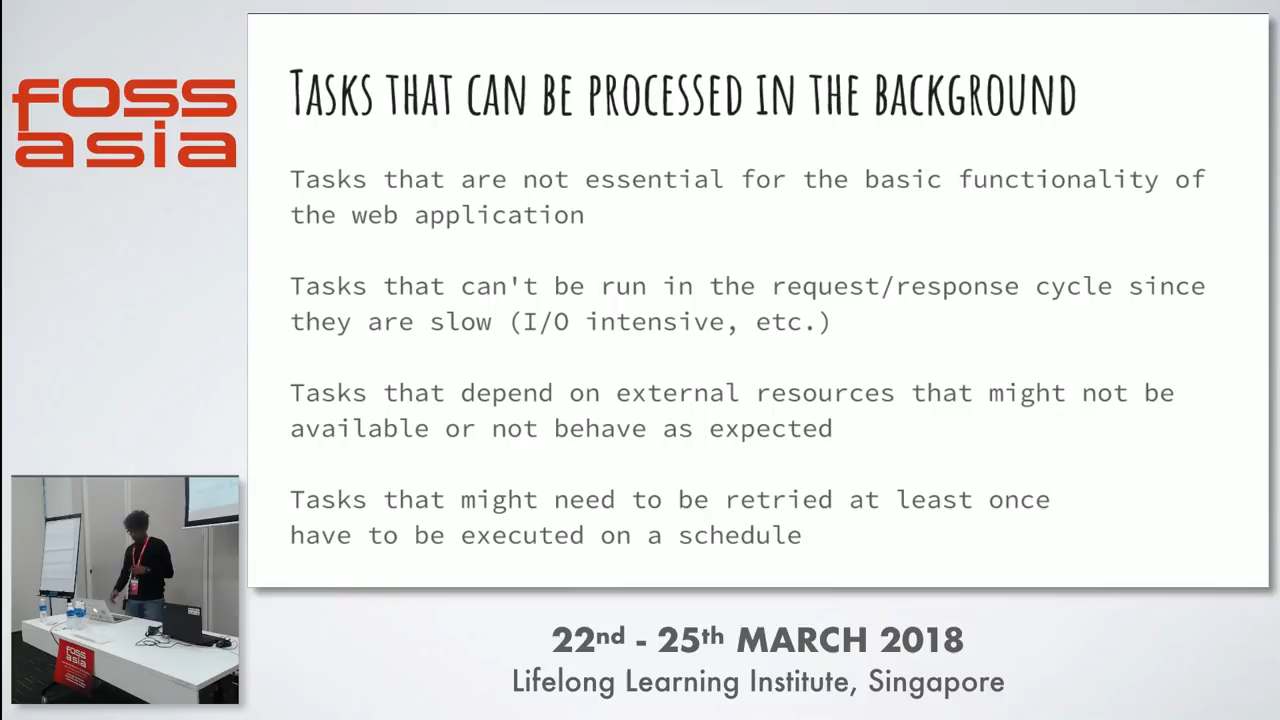 foss
asia
TASKS THAT CAN BE PROCESSED IN THE BACKGROUND
Tasks that are not essential for the basic functionality of
the web application
Tasks that can't be run in the request/response cycle since
they are slow (I/O intensive, etc.)
Tasks that depend on external resources that might not be
available or not behave as expected
Tasks that might need to be retried at least once
have to be executed on a schedule
foss
asia
22nd - 25th MARCH 2018
Lifelong Learning Institute, Singapore